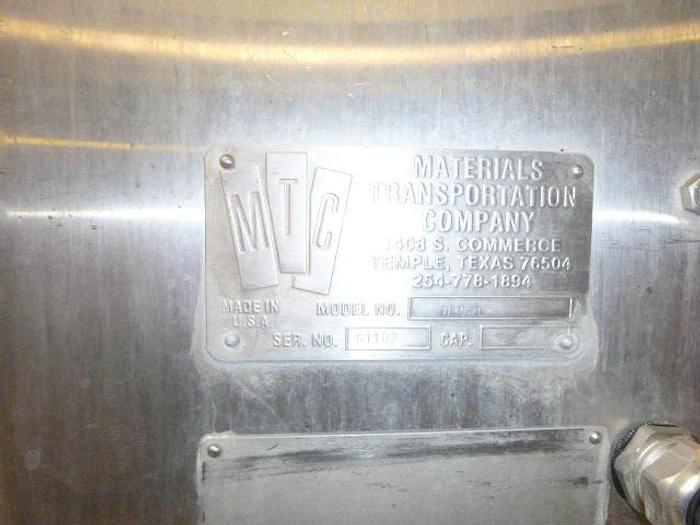 MTC
MATERIALS
TRANSPORTATION
COMPANY
1408 S. COMMERCE
TEMPLE, TEXAS 76504
254-778-1894
MADE IN
U.S.A.
MODEL NO.
SER. NO. CAP.